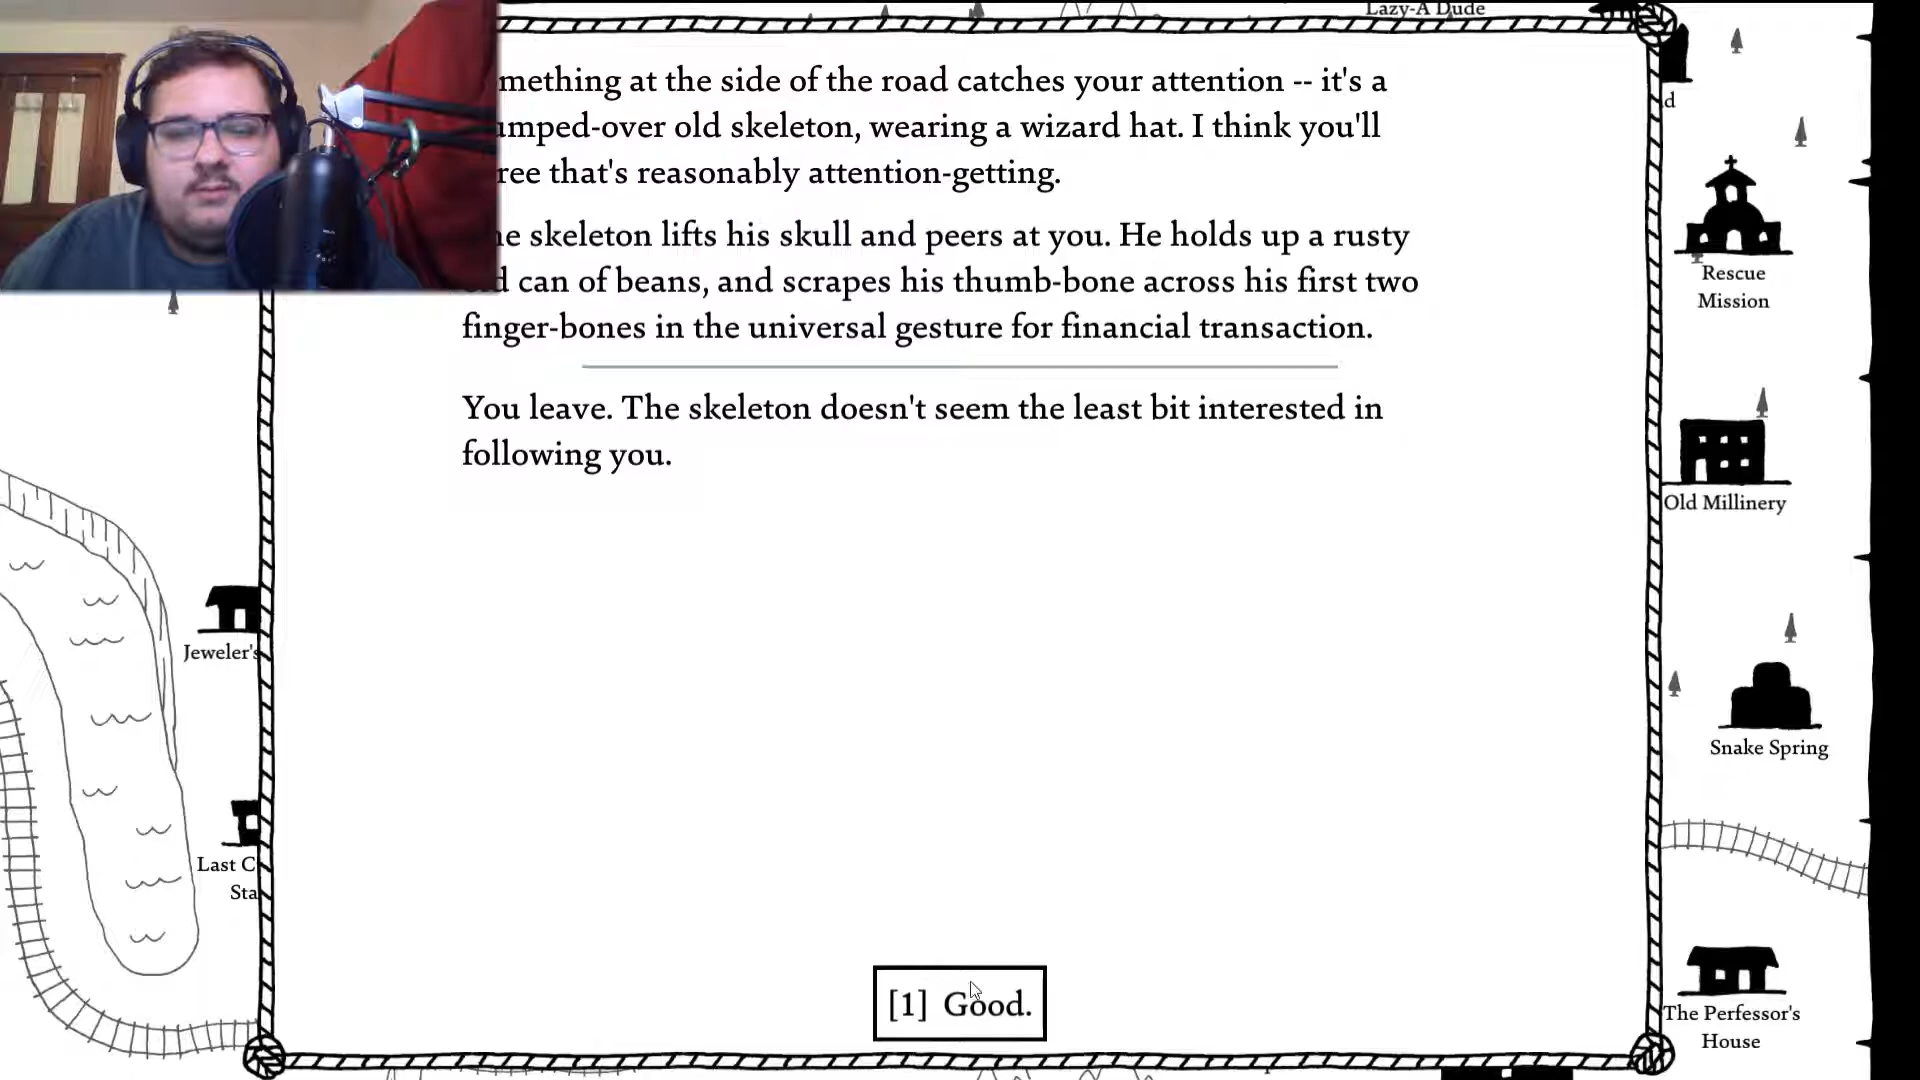 Lazy-A Dude
mething at the side of the road catches your attention -- it's a
umped-over old skeleton, wearing a wizard hat. I think you'll
ree that's reasonably attention-getting.
e skeleton lifts his skull and peers at you. He holds up a rusty
can of beans, and scrapes his thumb-bone across his first two
finger-bones in the universal gesture for financial transaction.
You leave. The skeleton doesn't seem the least bit interested in
following you.
[1] Good.
d
Rescue
Mission
Old Millinery
Snake Spring
The Perfessor's
House
Jeweler's
Last C
Sta